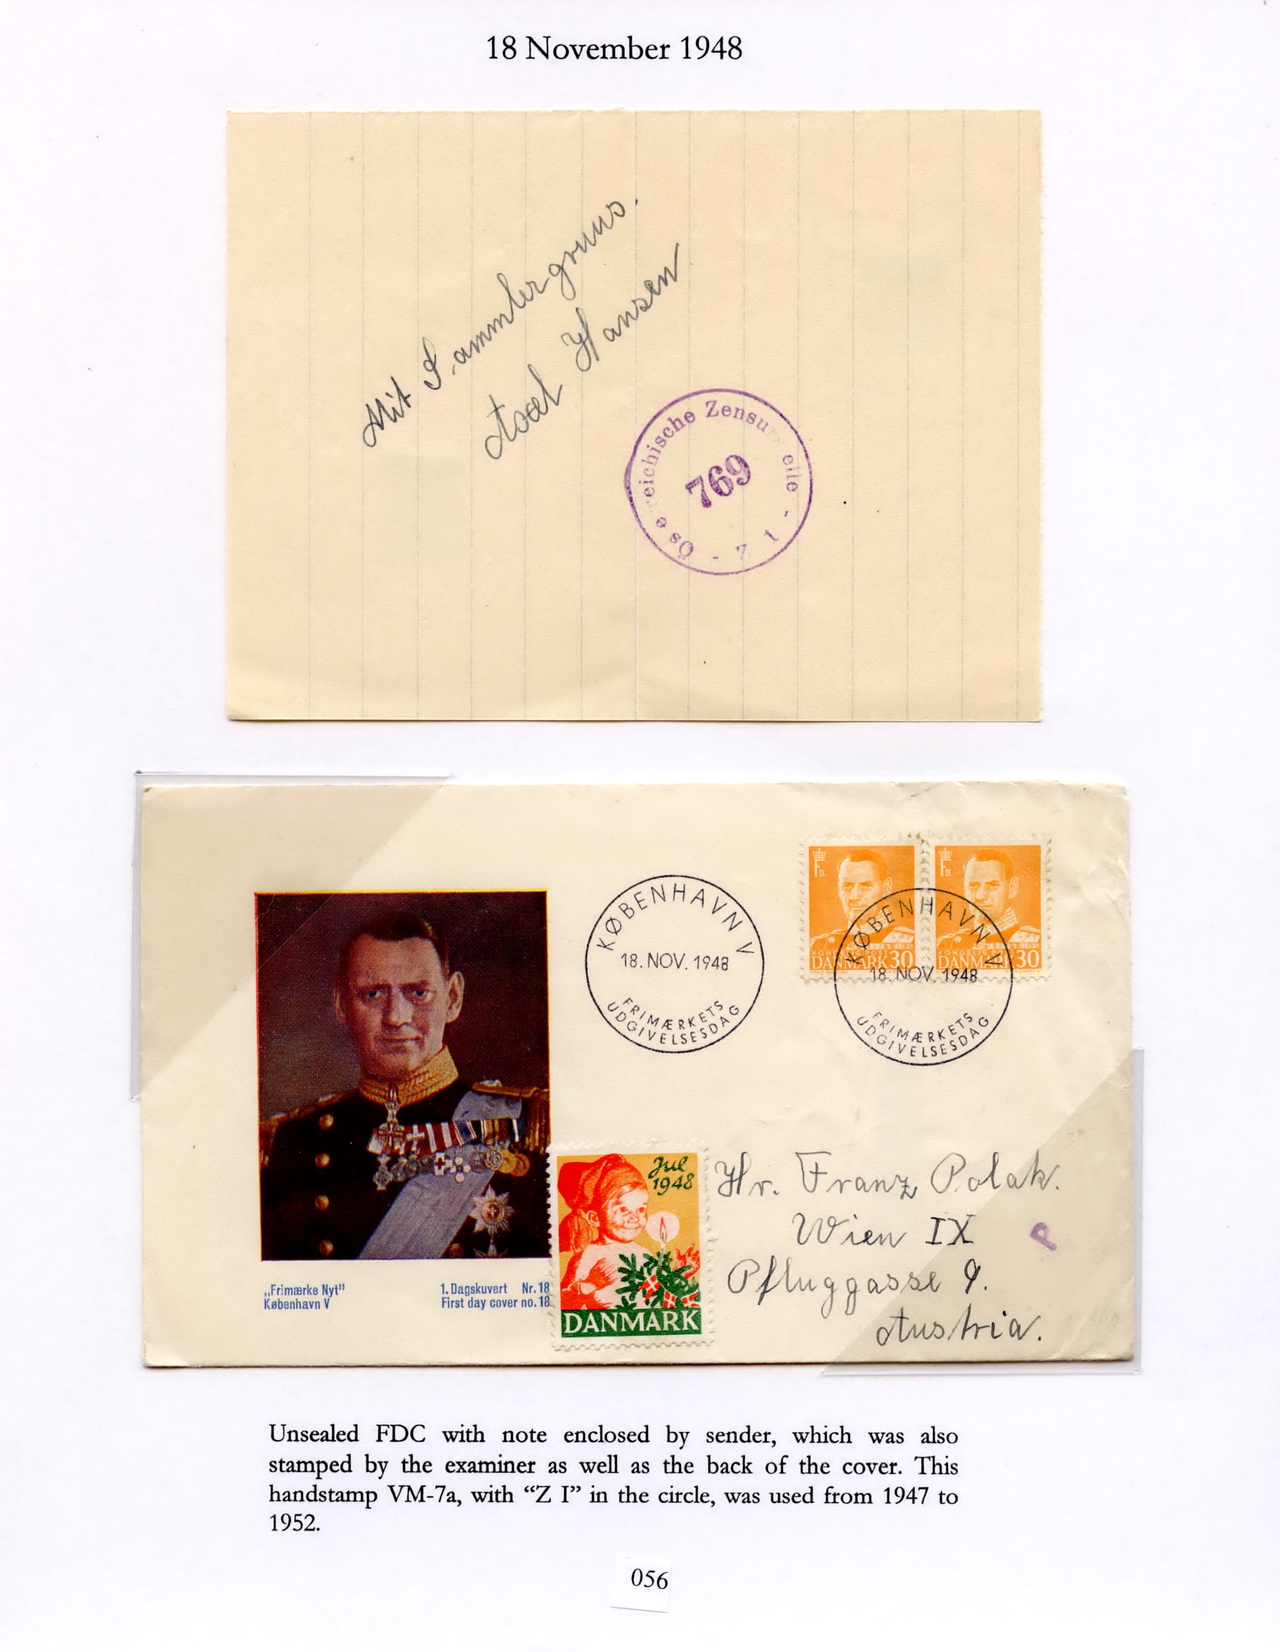 18 November 1948
Mit Sammlergruus.
Axel Hansen
Öse reichische Zensurs elle
- Z 1 -
769
KØBENHAVN V
18. NOV. 1948
FRIMÆRKETS
UDGIVELSESDAG
DANMARK 30
DANMARK 30
KØBENHAVN V
18. NOV. 1948
FRIMÆRKETS
UDGIVELSESDAG
Jul
1948
DANMARK
Hr. Franz Polak.
Wien IX
P
Pfluggasse 9.
Austria.
„Frimærke Nyt” 1. Dagskuvert Nr. 18
København V First day cover no. 18
Unsealed FDC with note enclosed by sender, which was also
stamped by the examiner as well as the back of the cover. This
handstamp VM-7a, with “Z I” in the circle, was used from 1947 to
1952.
056